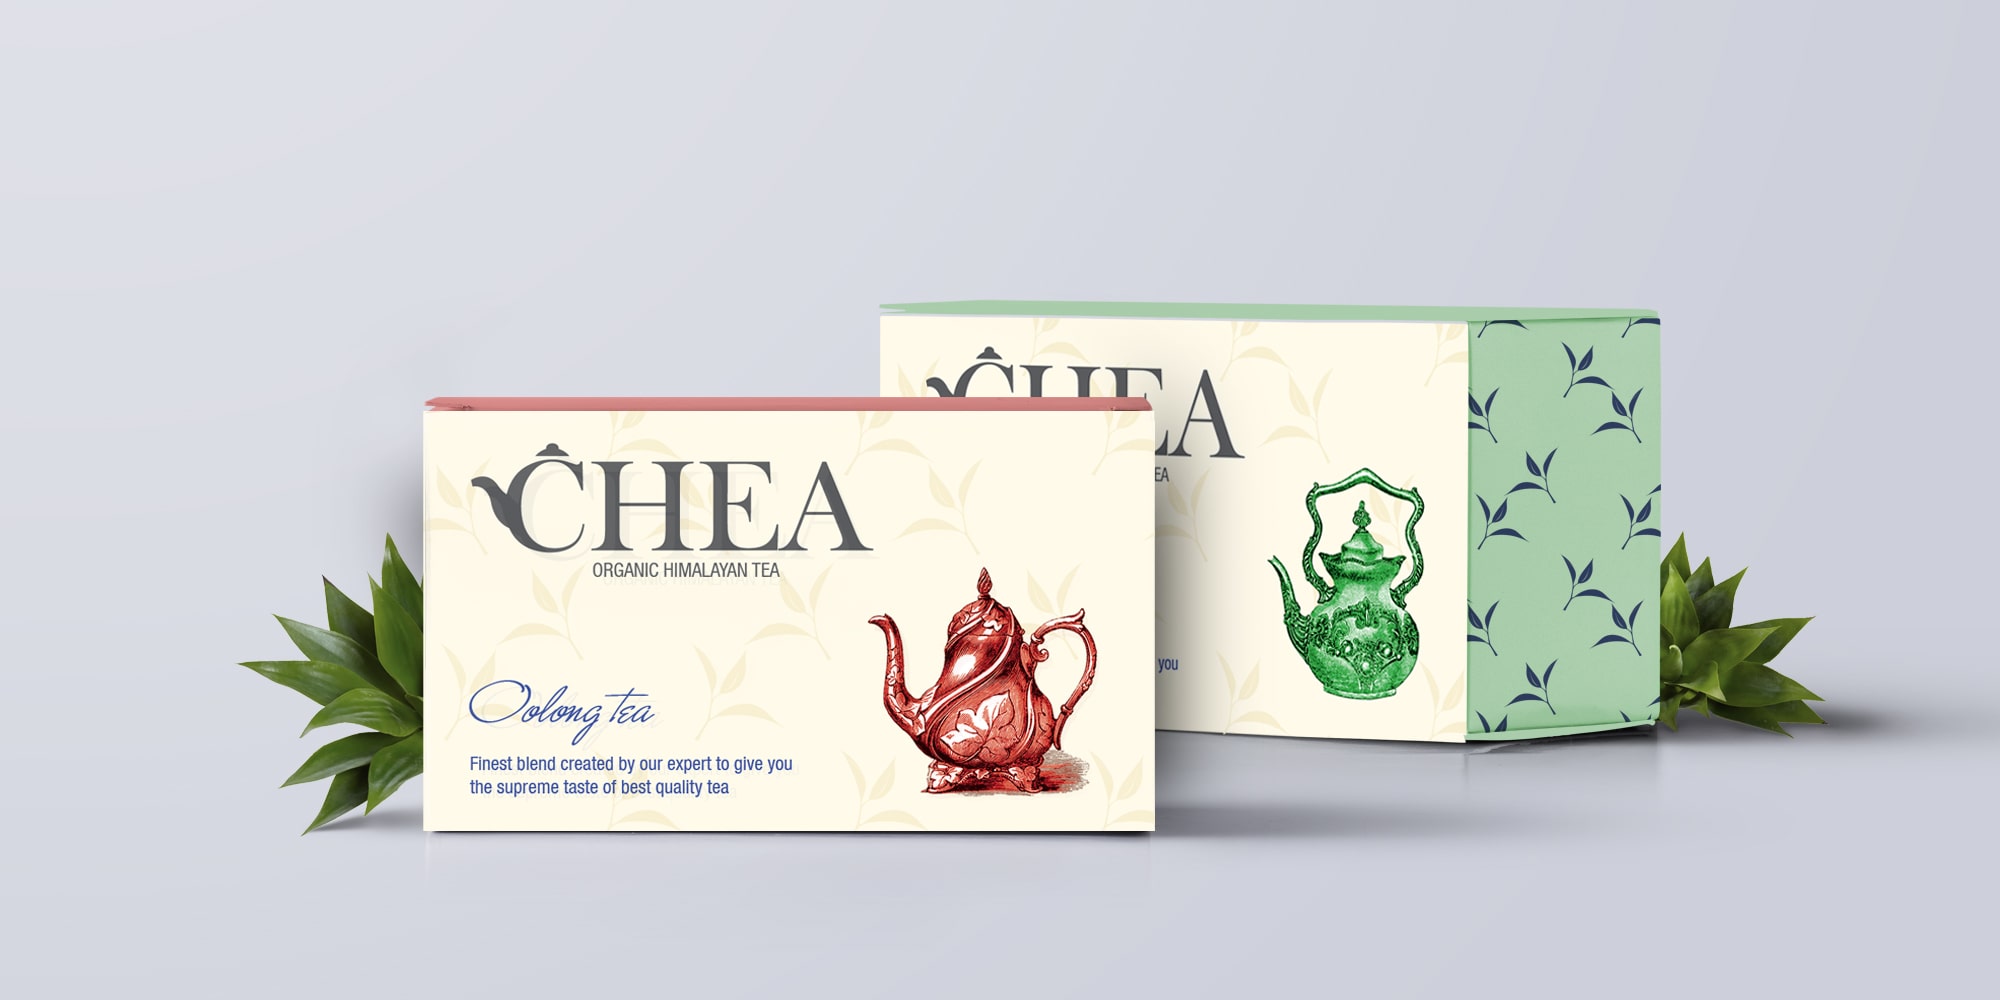 CHEA
ORGANIC HIMALAYAN TEA
Oolong tea
Finest blend created by our expert to give you
the supreme taste of best quality tea
CHEA
EA
you